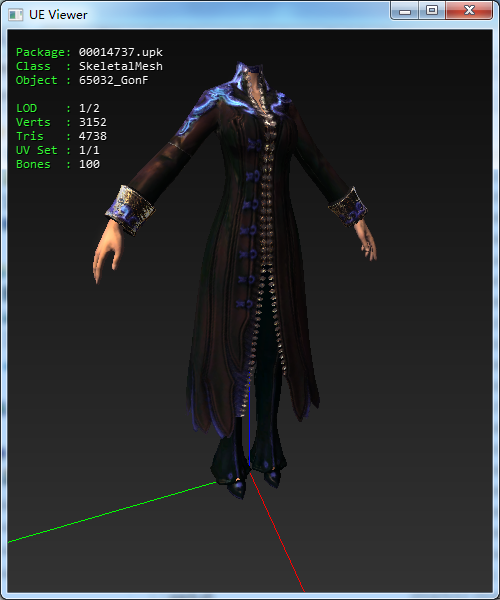 UE Viewer
Package: 00014737.upk
Class : SkeletalMesh
Object : 65032_GonF
LOD : 1/2
Verts : 3152
Tris : 4738
UV Set : 1/1
Bones : 100